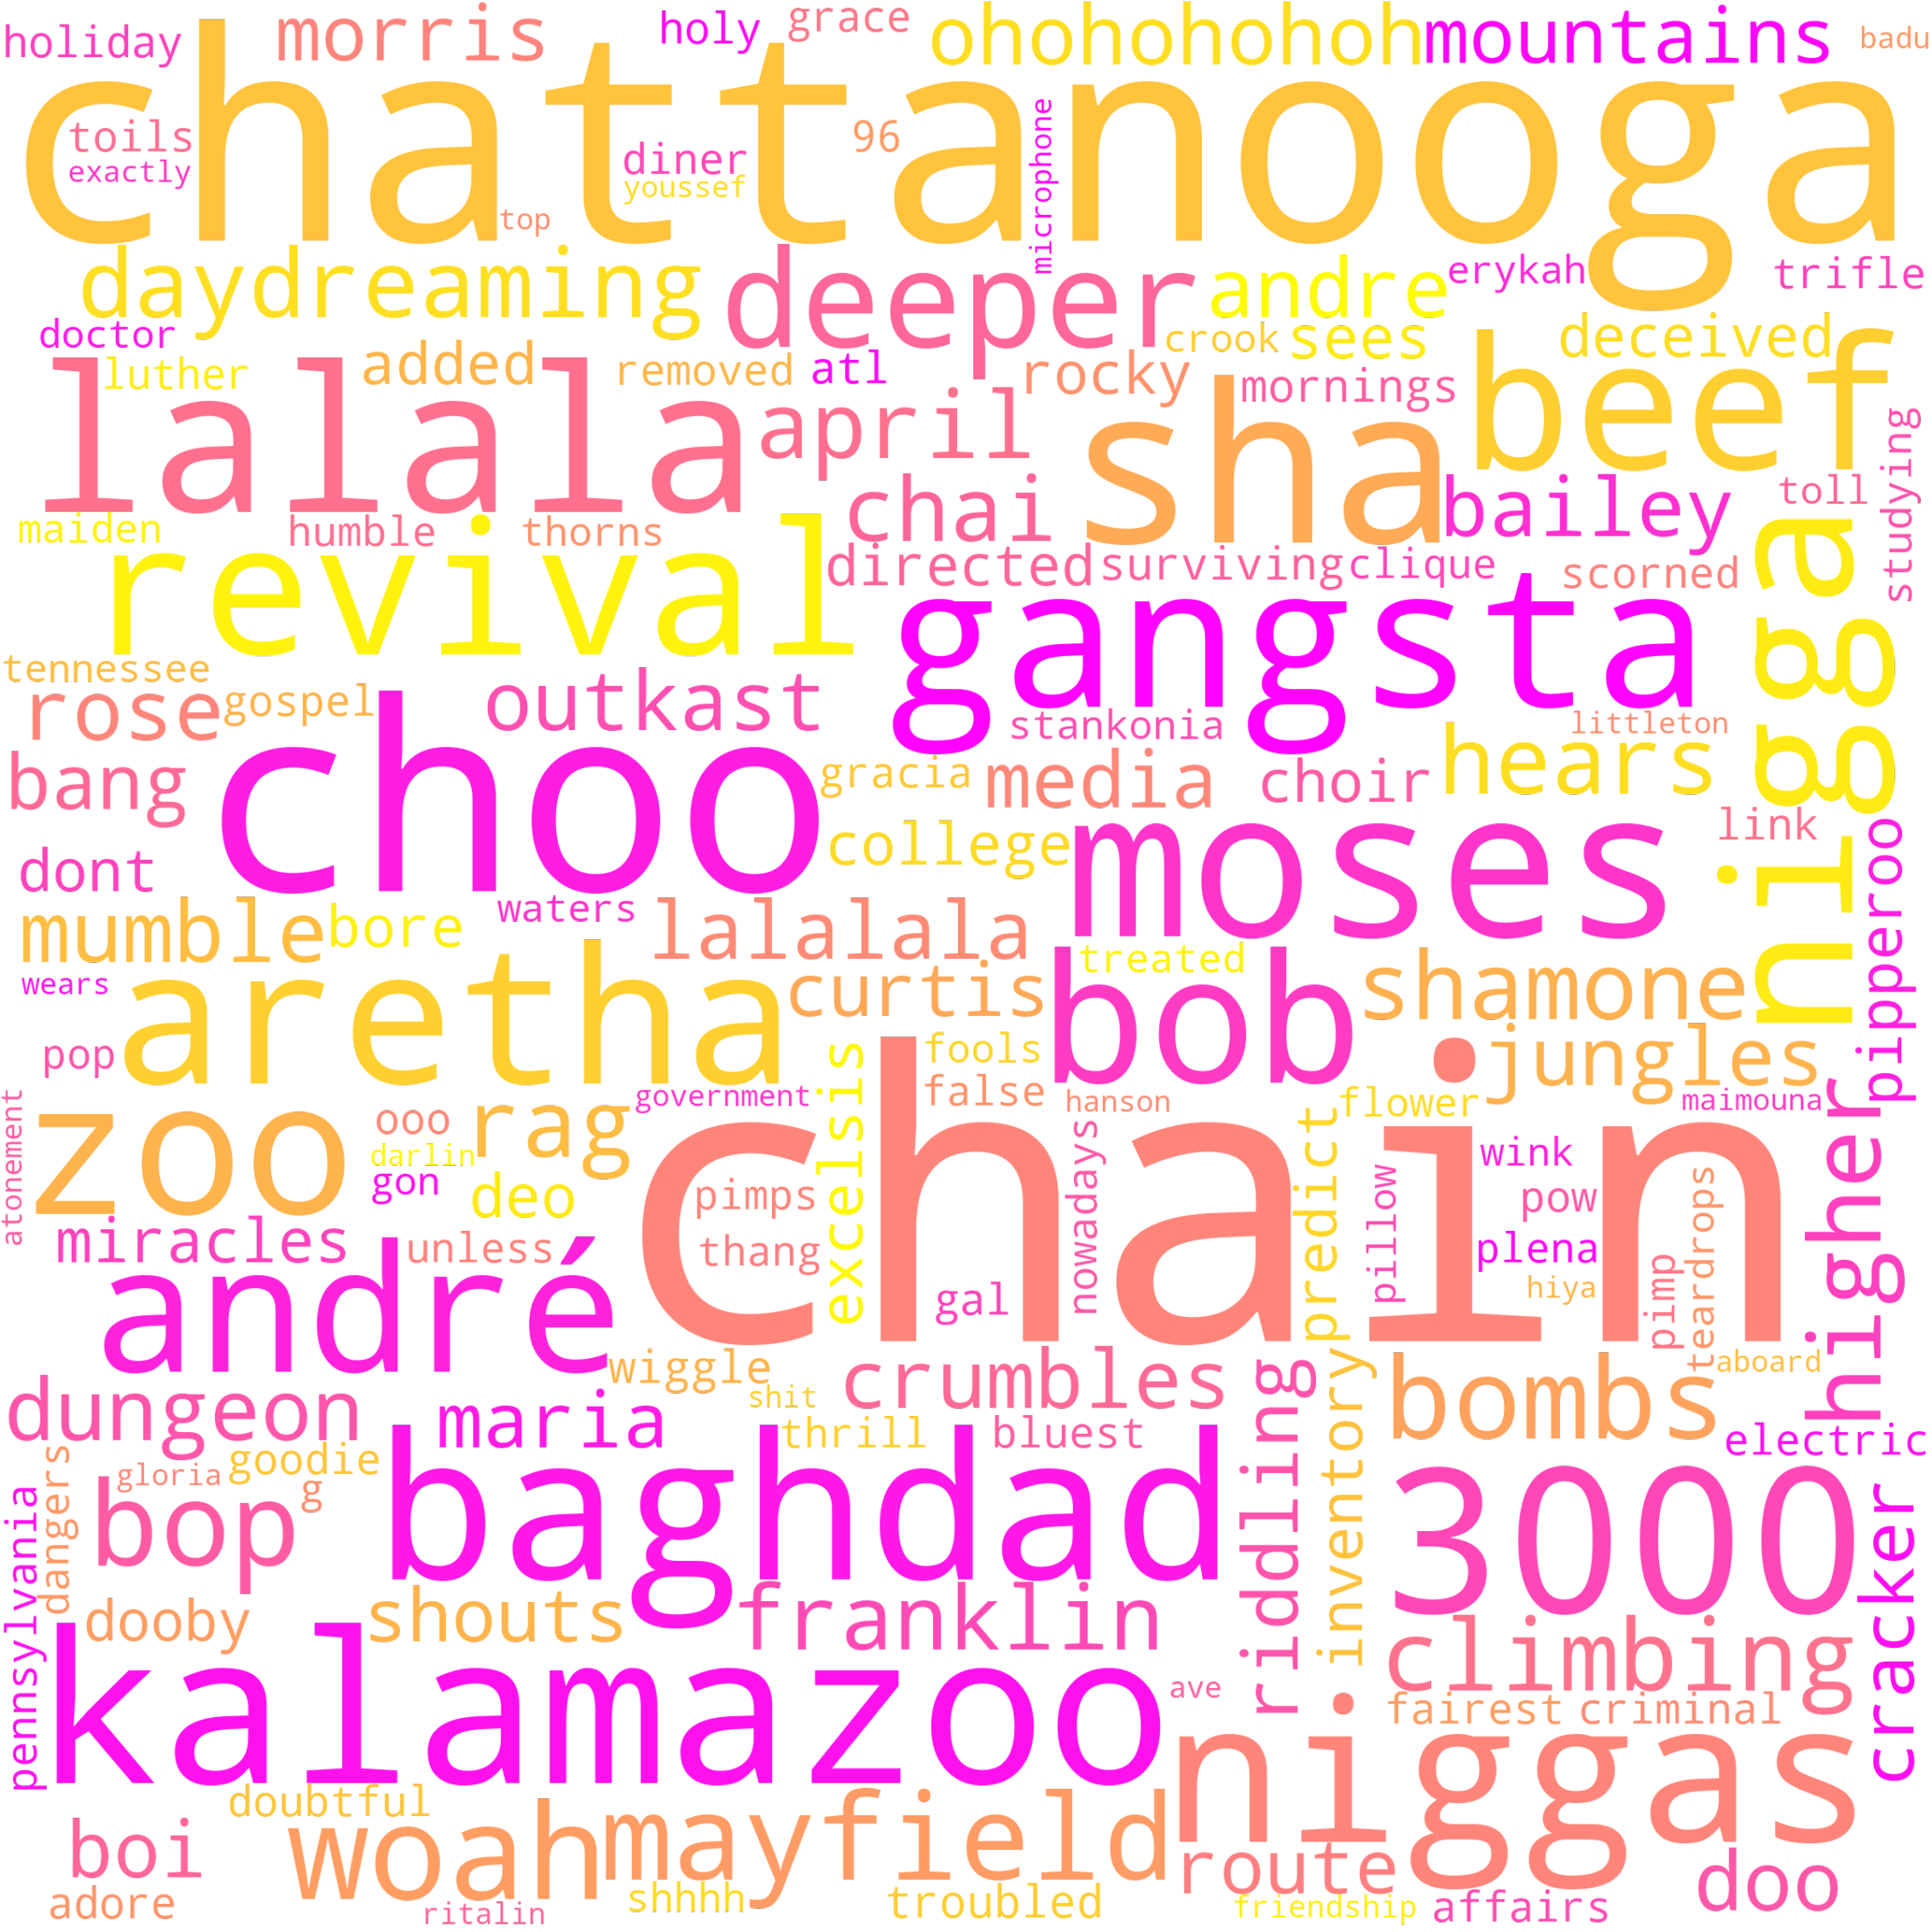 holiday
morris
holy
grace
ohohohohoh
mountains
badu
chattanooga
toils
exactly
diner
youssef
96
microphone
top
daydreaming
deeper
andre
erykah
trifle
doctor
luther
added
removed
atl
rocky
crook
sees
deceived
beef
lalala
april
sha
mornings
studying
chai
bailey
toll
maiden
humble
thorns
revival
directed
surviving
clique
scorned
gangsta
nigga
tennessee
rose
gospel
outkast
stankonia
littleton
bang
choo
gracia
media
choir
hears
link
dont
college
moses
pipperoo
mumble
bore
waters
lalalala
treated
wears
aretha
curtis
bob
shamone
pop
fools
jungles
atonement
zoo
ooo
rag
government
excelsis
false
hanson
flower
maimouna
darlin
gon
deo
pimps
chain
nowadays
predict
pillow
wink
pow
teardrops
higher
miracles
unless
thang
gal
plena
hiya
pimp
andré
wiggle
crumbles
aboard
dungeon
maria
shit
thrill
bluest
riddling
inventory
bombs
electric
dangers
goodie
gloria
g
bop
baghdad
3000
cracker
pennsylvania
dooby
shouts
franklin
climbing
kalamazoo
ave
fairest
criminal
niggas
doubtful
boi
woah
mayfield
route
doo
adore
ritalin
shhhh
troubled
friendship
affairs